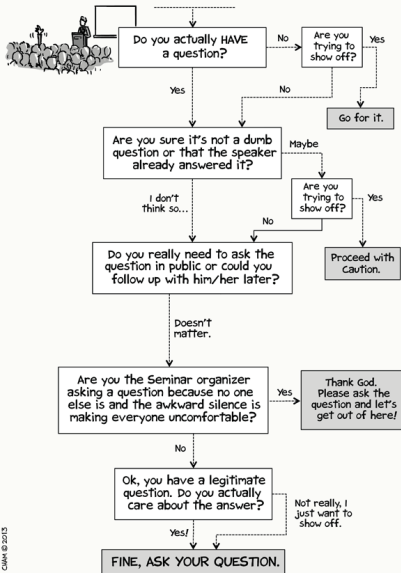 Do you actually HAVE
a question?
No
Are you
trying to
show off?
Yes
Yes
No
Go for it.
Are you sure it's not a dumb
question or that the speaker
already answered it?
Maybe
I don't
think so...
Are you
trying to
show off?
Yes
No
Do you really need to ask the
question in public or could you
follow up with him/her later?
Proceed with
Caution.
Doesn't
matter.
Are you the Seminar organizer
asking a question because no one
else is and the awkward silence is
making everyone uncomfortable?
Yes
Thank God.
Please ask the
question and let's
get out of here!
No
Ok, you have a legitimate
question. Do you actually
care about the answer?
Not really, I
just want to
show off.
Yes!
FINE, ASK YOUR QUESTION.
CHAM © 2013